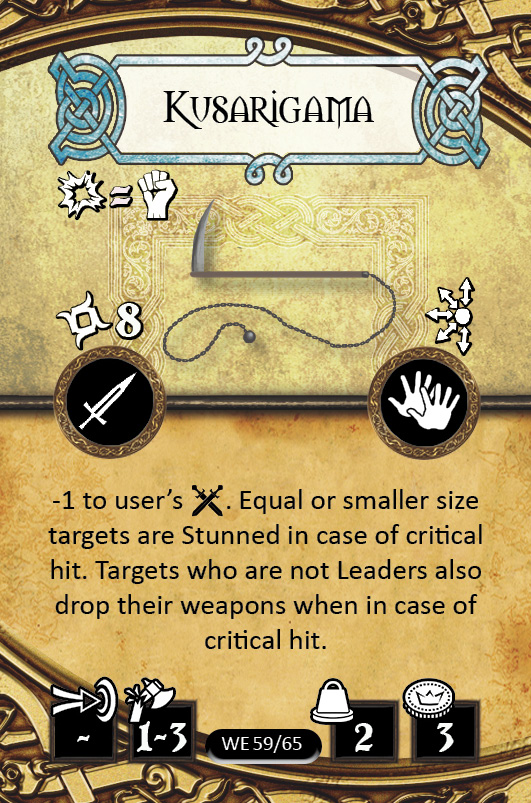 Kusarigama
=
8
-1 to user's . Equal or smaller size
targets are Stunned in case of critical
hit. Targets who are not Leaders also
drop their weapons when in case of
critical hit.
- 1-3 WE 59/65 2 3